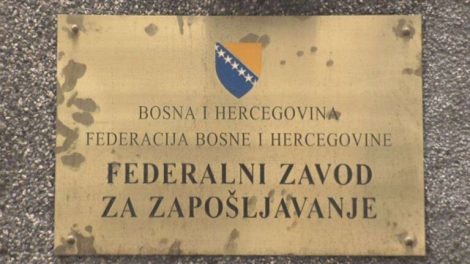 BOSNA I HERCEGOVINA
FEDERACIJA BOSNE I HERCEGOVINE
FEDERALNI ZAVOD
ZA ZAPOŠLJAVANJE